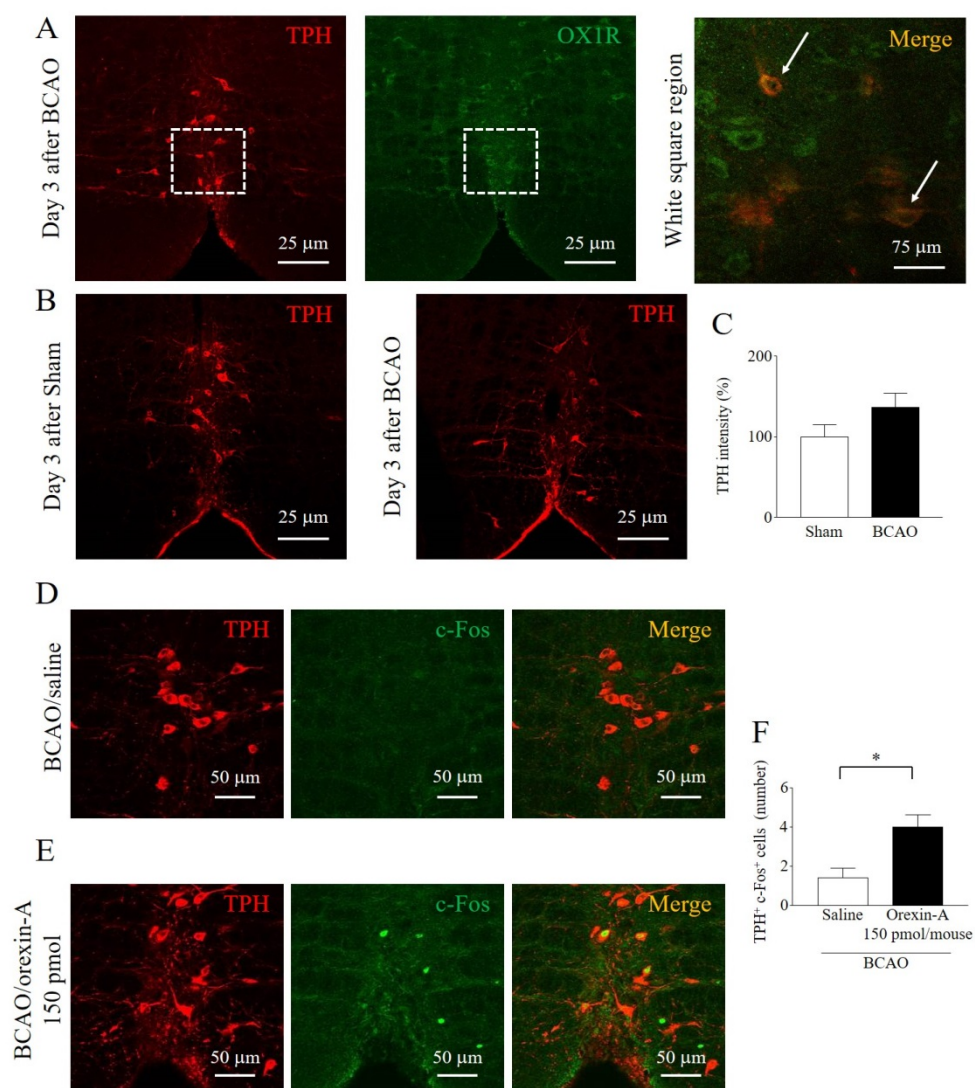 A
Day 3 after BCAO
TPH
25 μm
OX1R
25 μm
White square region
Merge
75 μm
B
Day 3 after Sham
TPH
25 μm
Day 3 after BCAO
TPH
25 μm
C
TPH intensity (%)
200
100
0
Sham
BCAO
D
BCAO/saline
TPH
50 μm
c-Fos
50 μm
Merge
50 μm
E
BCAO/orexin-A
150 pmol
TPH
50 μm
c-Fos
50 μm
Merge
50 μm
F
TPH⁺ c-Fos⁺ cells (number)
*
6
4
2
0
Saline
Orexin-A
150 pmol/mouse
BCAO